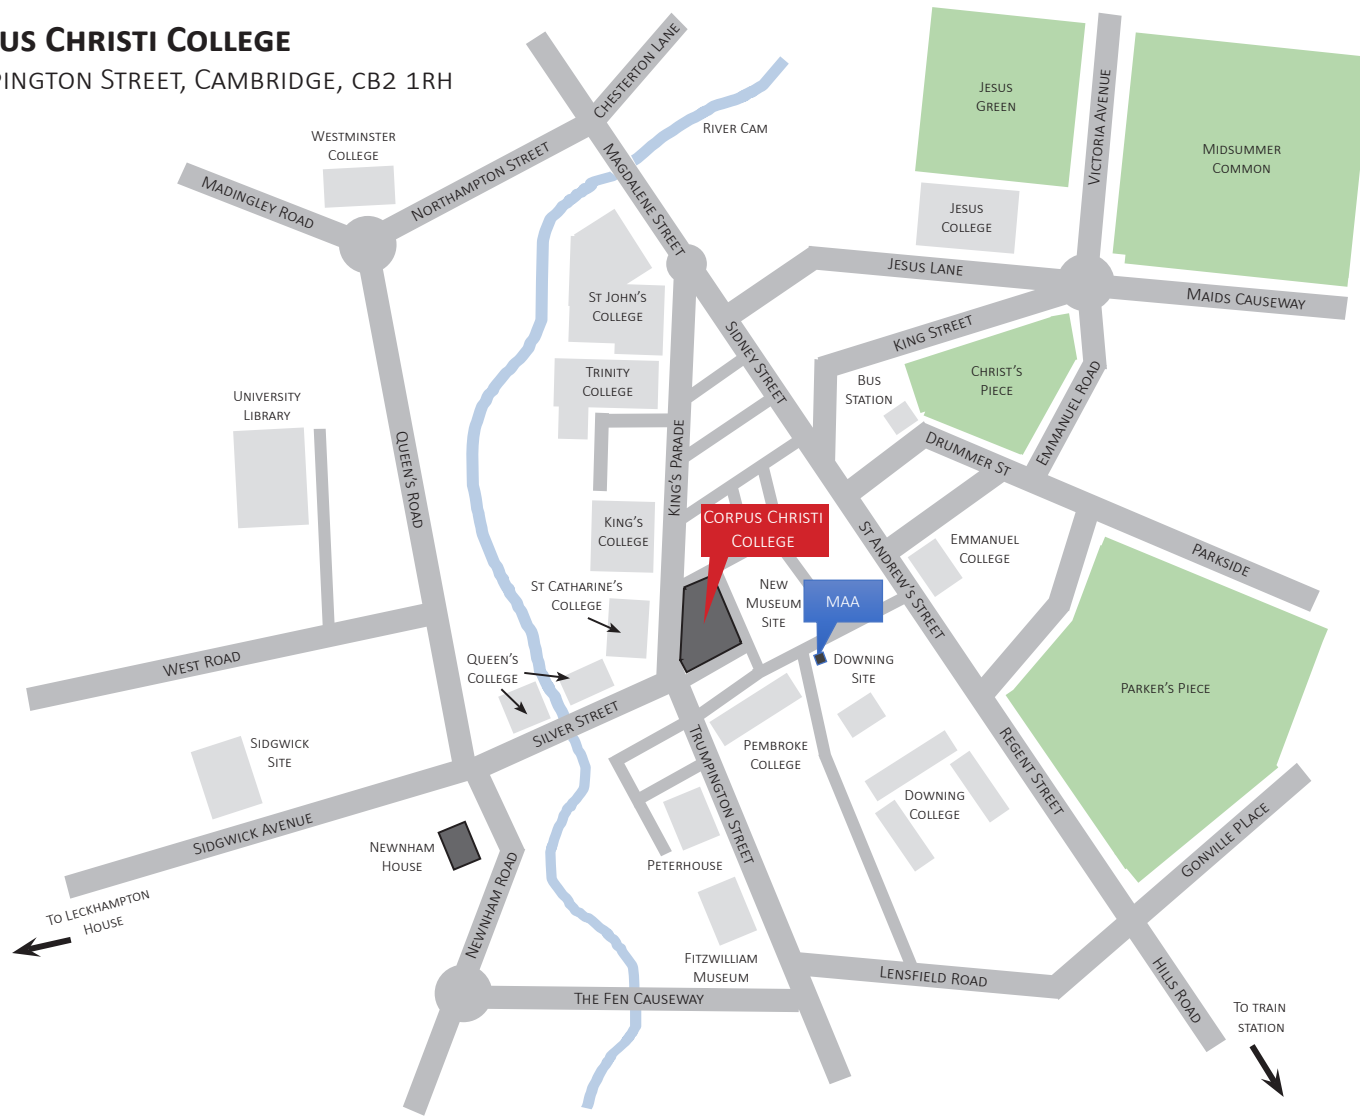 US CHRISTI COLLEGE
PINGTON STREET, CAMBRIDGE, CB2 1RH
CHESTERTON LANE
RIVER CAM
WESTMINSTER
COLLEGE
NORTHAMPTON STREET
MADINGLEY ROAD
MAGDALENE STREET
JESUS
GREEN
VICTORIA AVENUE
MIDSUMMER
COMMON
JESUS
COLLEGE
JESUS LANE
MAIDS CAUSEWAY
ST JOHN'S
COLLEGE
SIDNEY STREET
KING STREET
TRINITY
COLLEGE
BUS
STATION
CHRIST'S
PIECE
EMMANUEL ROAD
UNIVERSITY
LIBRARY
QUEEN'S ROAD
KING'S PARADE
DRUMMER ST
KING'S
COLLEGE
CORPUS CHRISTI
COLLEGE
ST ANDREW'S STREET
EMMANUEL
COLLEGE
PARKSIDE
ST CATHARINE'S
COLLEGE
NEW
MUSEUM
SITE
MAA
WEST ROAD
QUEEN'S
COLLEGE
DOWNING
SITE
PARKER'S PIECE
SILVER STREET
SIDGWICK
SITE
TRUMPINGTON STREET
PEMBROKE
COLLEGE
REGENT STREET
DOWNING
COLLEGE
SIDGWICK AVENUE
NEWNHAM
HOUSE
PETERHOUSE
GONVILLE PLACE
TO LECKHAMPTON
HOUSE
NEWNHAM ROAD
FITZWILLIAM
MUSEUM
LENSFIELD ROAD
THE FEN CAUSEWAY
HILLS ROAD
TO TRAIN
STATION